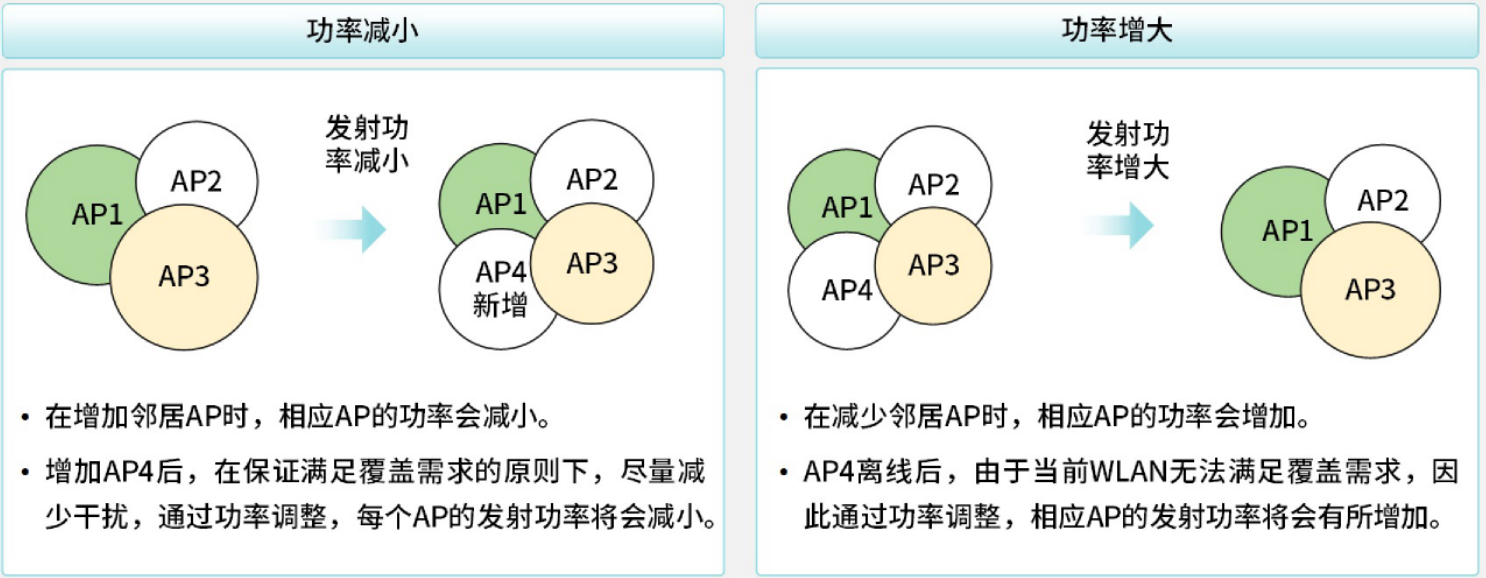 功率减小
AP1
AP2
AP3
发射功
率减小
AP1
AP2
AP3
AP4
新增
• 在增加邻居AP时，相应AP的功率会减小。
• 增加AP4后，在保证满足覆盖需求的原则下，尽量减
少干扰，通过功率调整，每个AP的发射功率将会减小。
功率增大
AP1
AP2
AP3
AP4
发射功
率增大
AP1
AP2
AP3
• 在减少邻居AP时，相应AP的功率会增加。
• AP4离线后，由于当前WLAN无法满足覆盖需求，因
此通过功率调整，相应AP的发射功率将会有所增加。